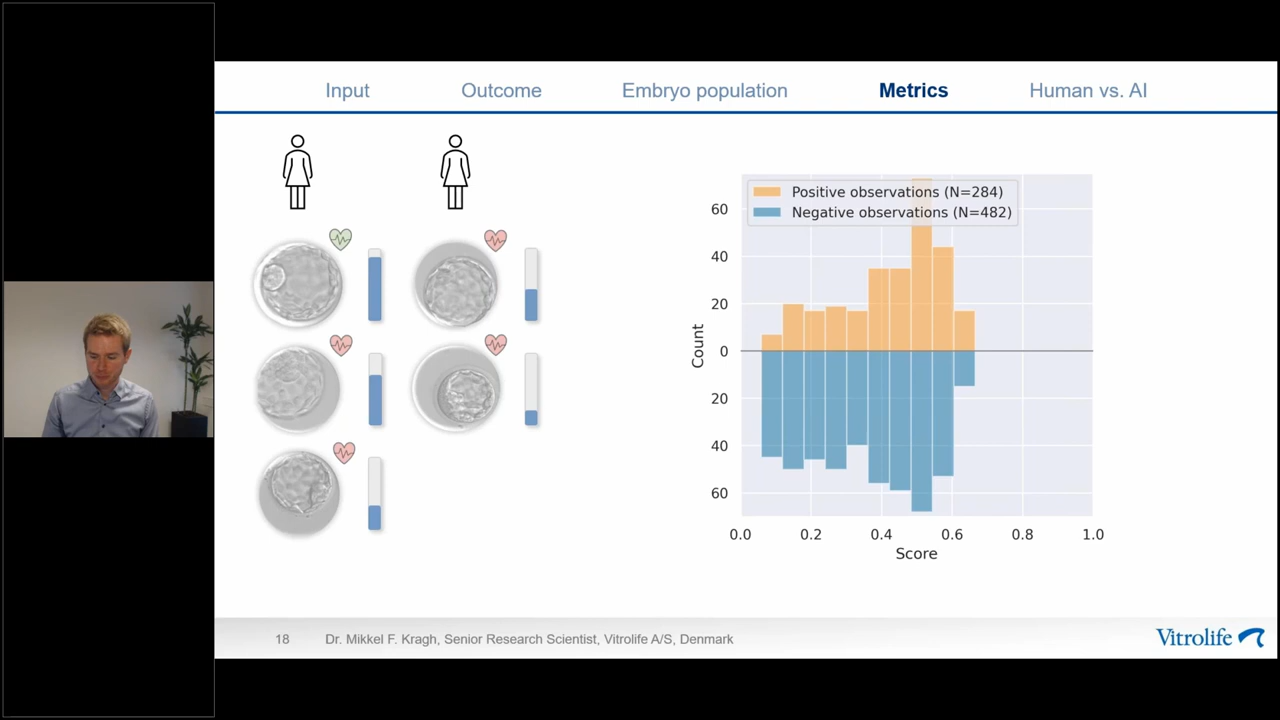 Input Outcome Embryo population Metrics Human vs. AI
Positive observations (N=284)
Negative observations (N=482)
60
40
20
0
20
40
60
Count
0.0 0.2 0.4 0.6 0.8 1.0
Score
18 Dr. Mikkel F. Kragh, Senior Research Scientist, Vitrolife A/S, Denmark
Vitrolife